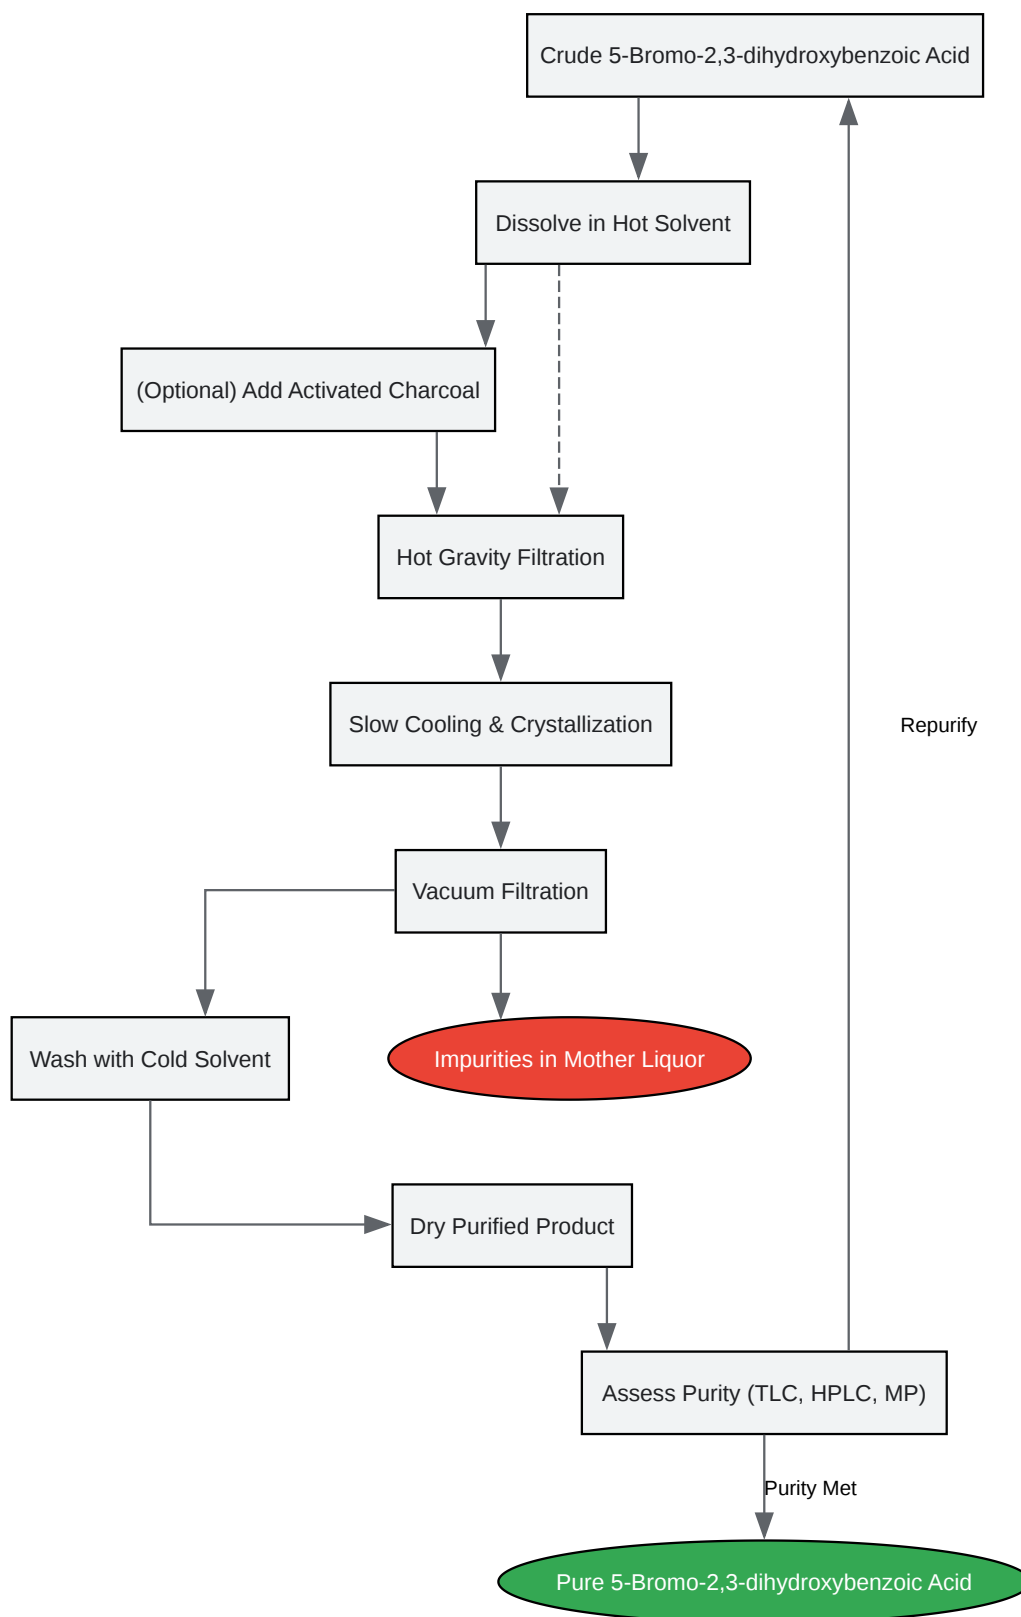 Crude 5-Bromo-2,3-dihydroxybenzoic Acid
Dissolve in Hot Solvent
(Optional) Add Activated Charcoal
Hot Gravity Filtration
Slow Cooling & Crystallization
Repurify
Vacuum Filtration
Wash with Cold Solvent
Impurities in Mother Liquor
Dry Purified Product
Assess Purity (TLC, HPLC, MP)
Purity Met
Pure 5-Bromo-2,3-dihydroxybenzoic Acid